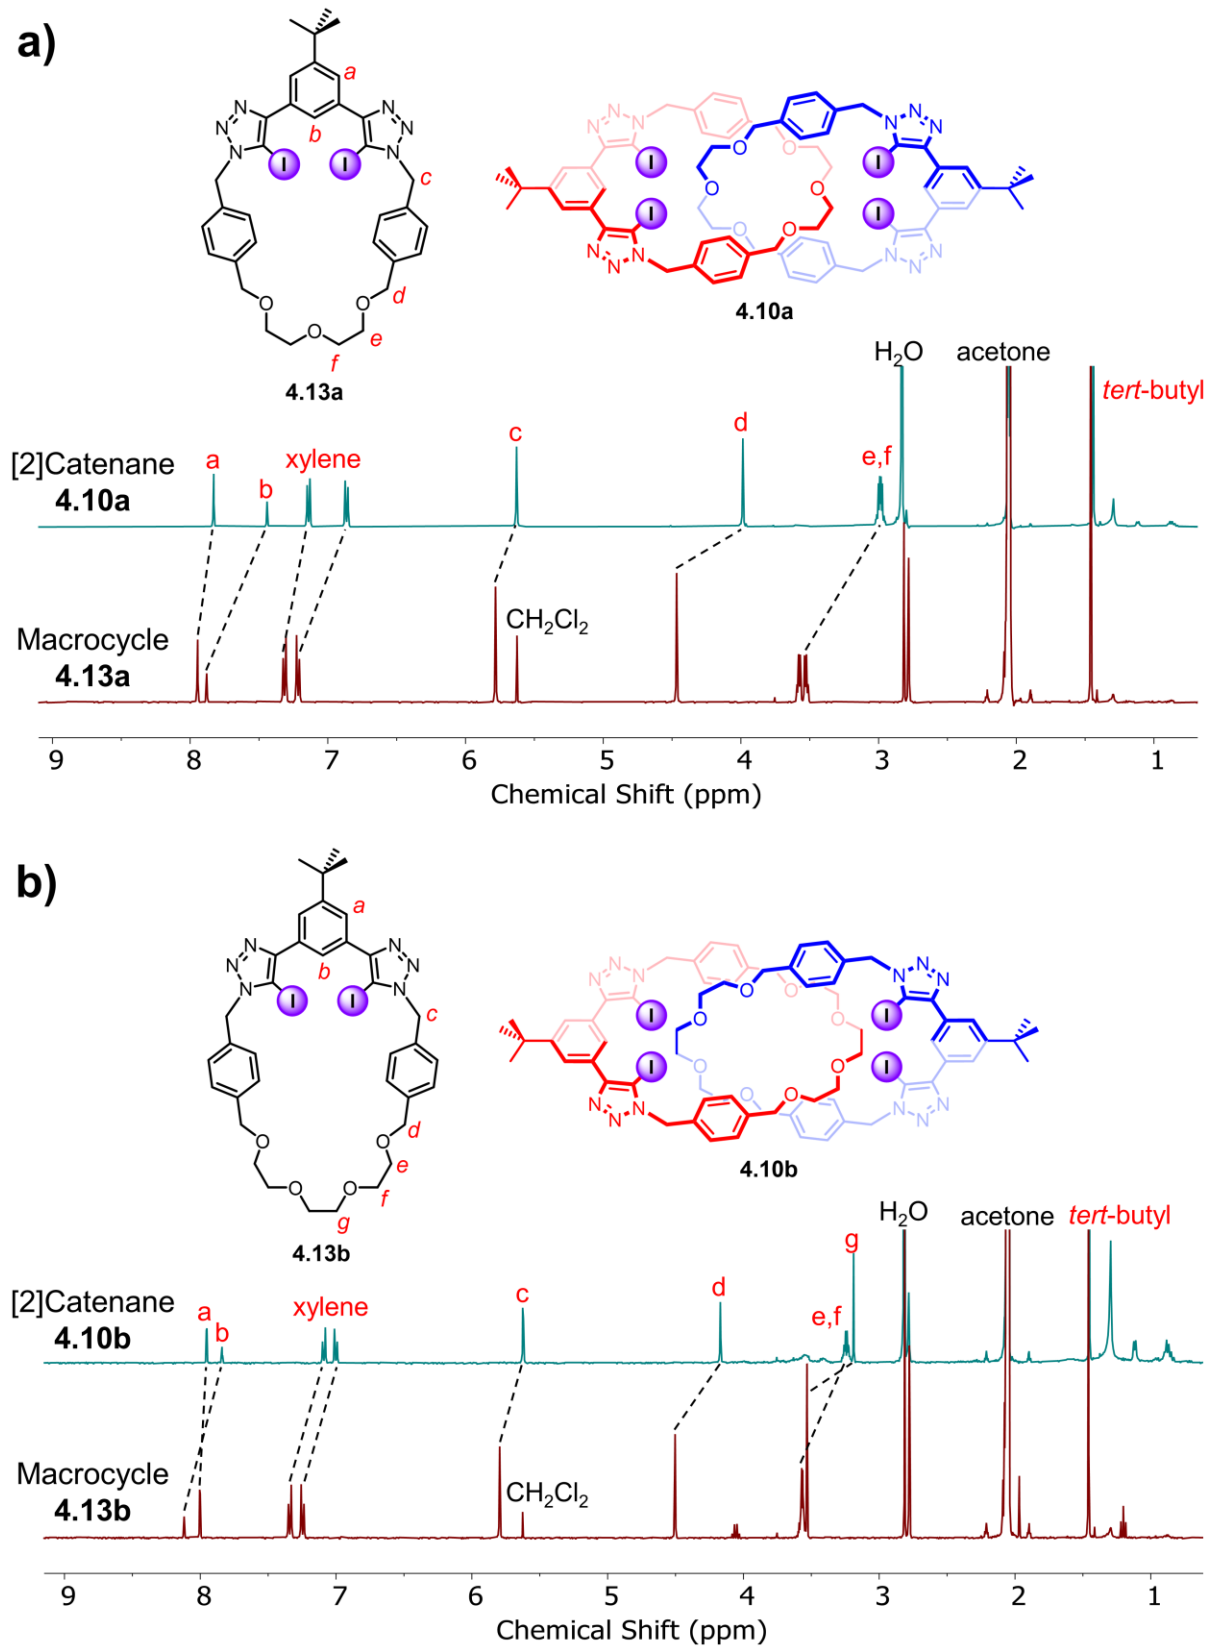 a)
a
N
N
N
N
N
N
b
I
I
c
d
O
O
O
e
f
4.13a
N
N
N
N
N
N
O
O
I
I
O
O
I
I
O
O
N
N
N
N
N
N
4.10a
H₂O
acetone
tert-butyl
[2]Catenane
4.10a
a
b
xylene
c
d
e,f
Macrocycle
4.13a
CH₂Cl₂
9 8 7 6 5 4 3 2 1
Chemical Shift (ppm)
b)
a
N
N
N
N
N
N
b
I
I
c
d
O
O
e
O
O
f
g
4.13b
N
N
N
N
N
N
O
O
I
I
O
O
I
I
O
O
O
O
N
N
N
N
N
N
4.10b
H₂O
acetone
tert-butyl
[2]Catenane
4.10b
a
b
xylene
c
d
e,f
g
Macrocycle
4.13b
CH₂Cl₂
9 8 7 6 5 4 3 2 1
Chemical Shift (ppm)